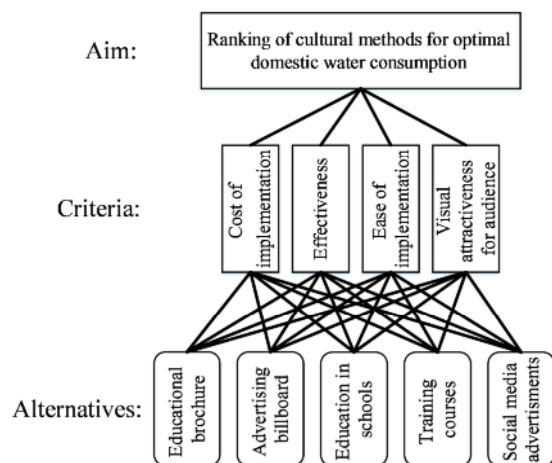 Aim:
Ranking of cultural methods for optimal
domestic water consumption
Criteria:
Cost of
implementation
Effectiveness
Ease of
implementation
Visual
attractiveness
for audience
Alternatives:
Educational
brochure
Advertising
billboard
Education in
schools
Training
courses
Social media
advertisments